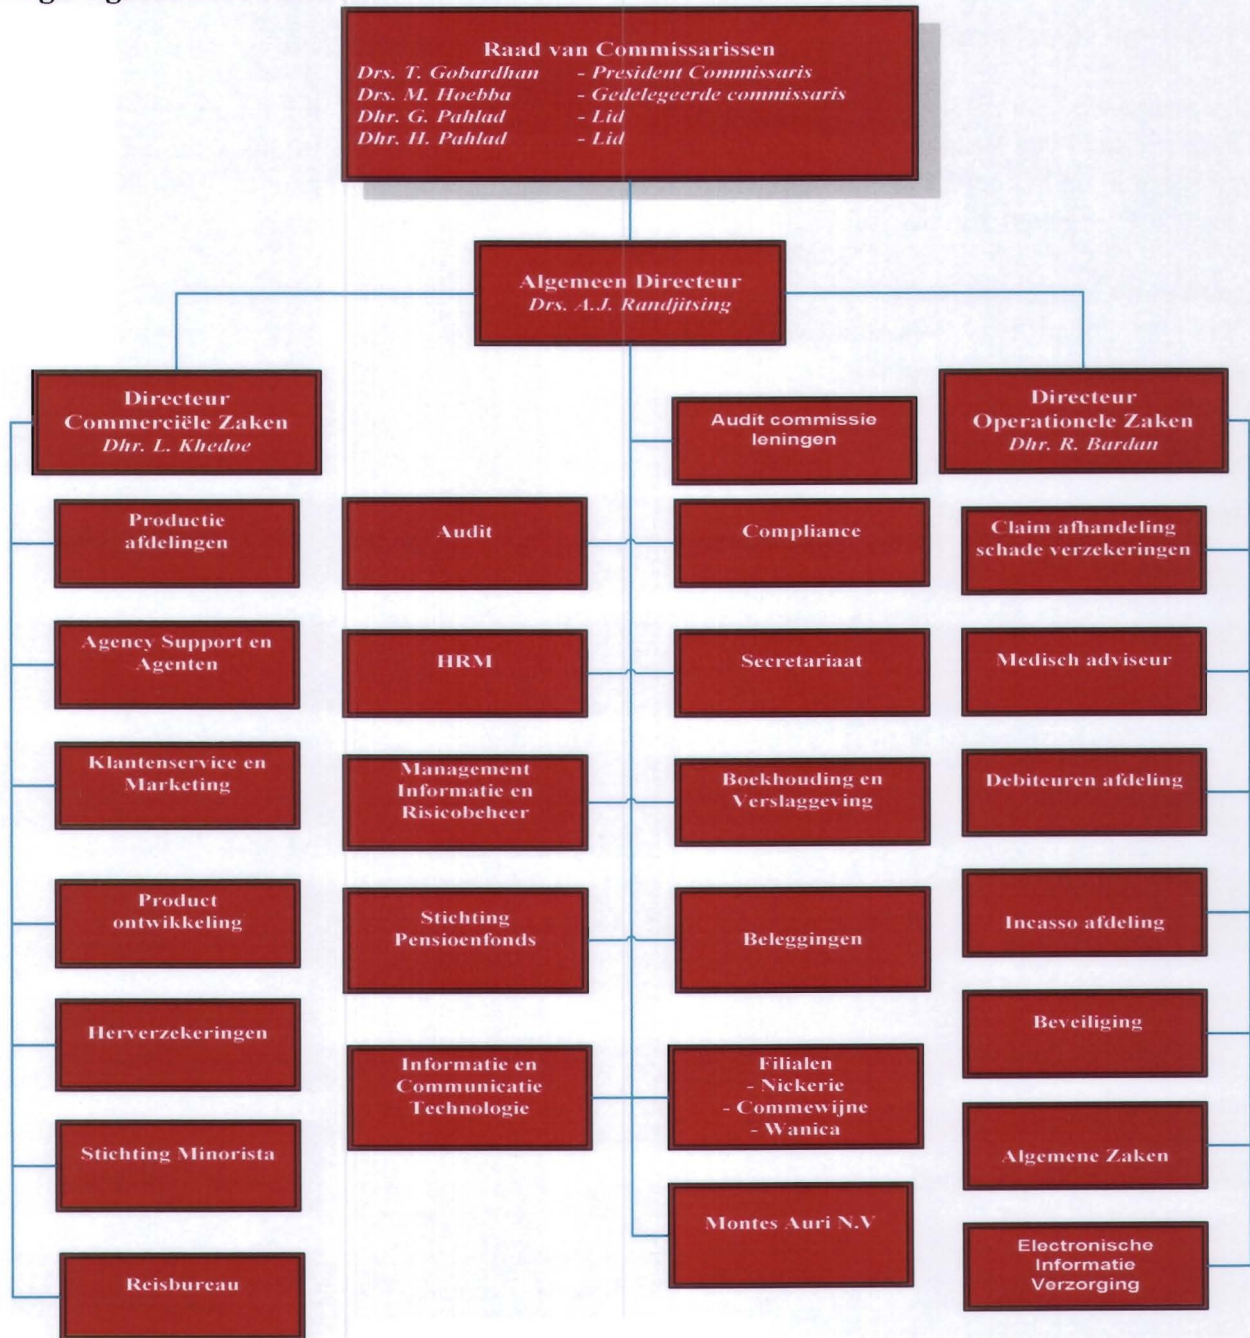 Raad van Commissarissen
Drs. T. Gobardhan - President Commissaris
Drs. M. Hoebba - Gedelegeerde commissaris
Dhr. G. Pahlad - Lid
Dhr. H. Pahlad - Lid
Algemeen Directeur
Drs. A.J. Randjitsing
Directeur
Commerciële Zaken
Dhr. L. Khedoe
Audit commissie
leningen
Directeur
Operationele Zaken
Dhr. R. Bardan
Productie
afdelingen
Audit
Compliance
Claim afhandeling
schade verzekeringen
Agency Support en
Agenten
HRM
Secretariaat
Medisch adviseur
Klantenservice en
Marketing
Management
Informatie en
Risicobeheer
Boekhouding en
Verslaggeving
Debiteuren afdeling
Product
ontwikkeling
Stichting
Pensioenfonds
Beleggingen
Incasso afdeling
Herverzekeringen
Informatie en
Communicatie
Technologie
Filialen
- Nickerie
- Commewijne
- Wanica
Beveiliging
Stichting Minorista
Algemene Zaken
Reisbureau
Montes Auri N.V
Electronische
Informatie
Verzorging